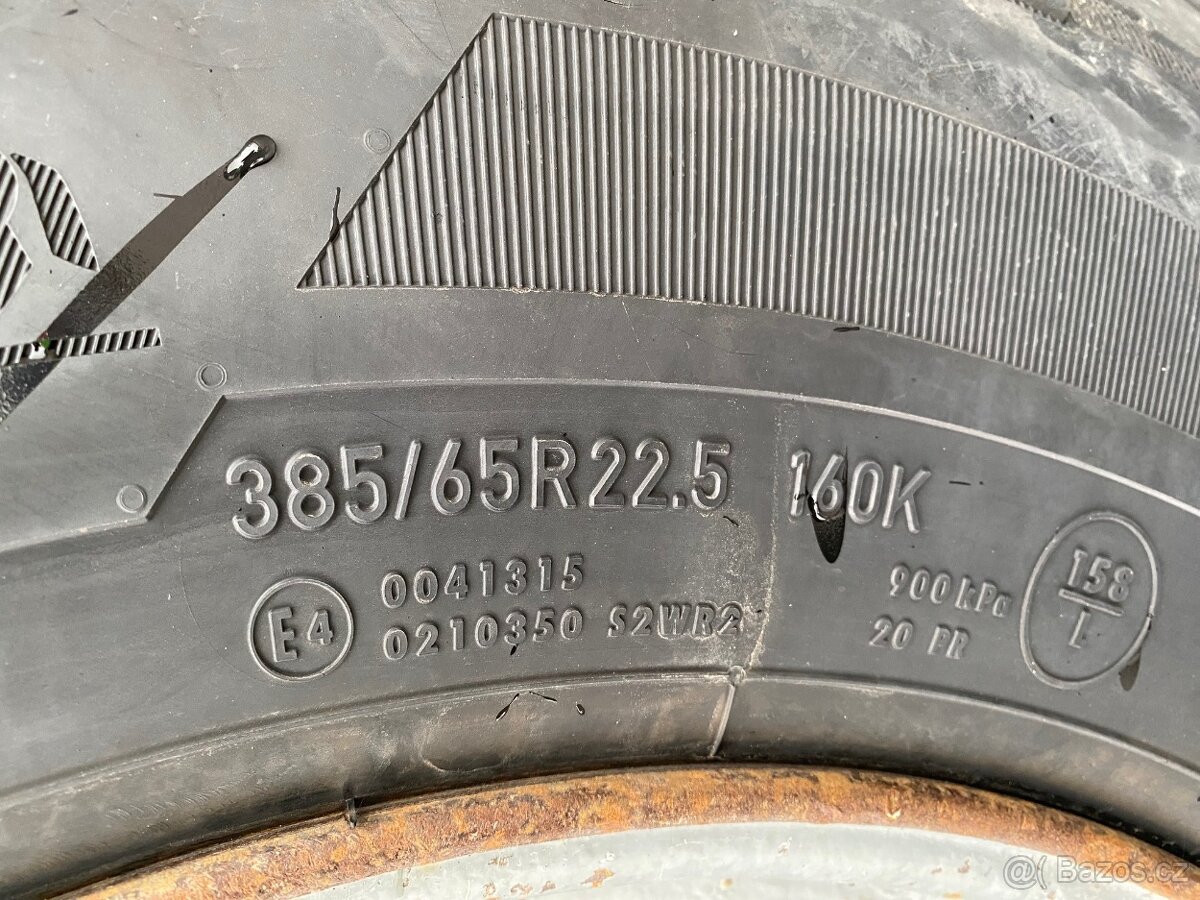 385/65R22.5 160K
E4
0041315
0210350 S2WR2
900 kPa
20 PR
158
L
@( Bazos.cz